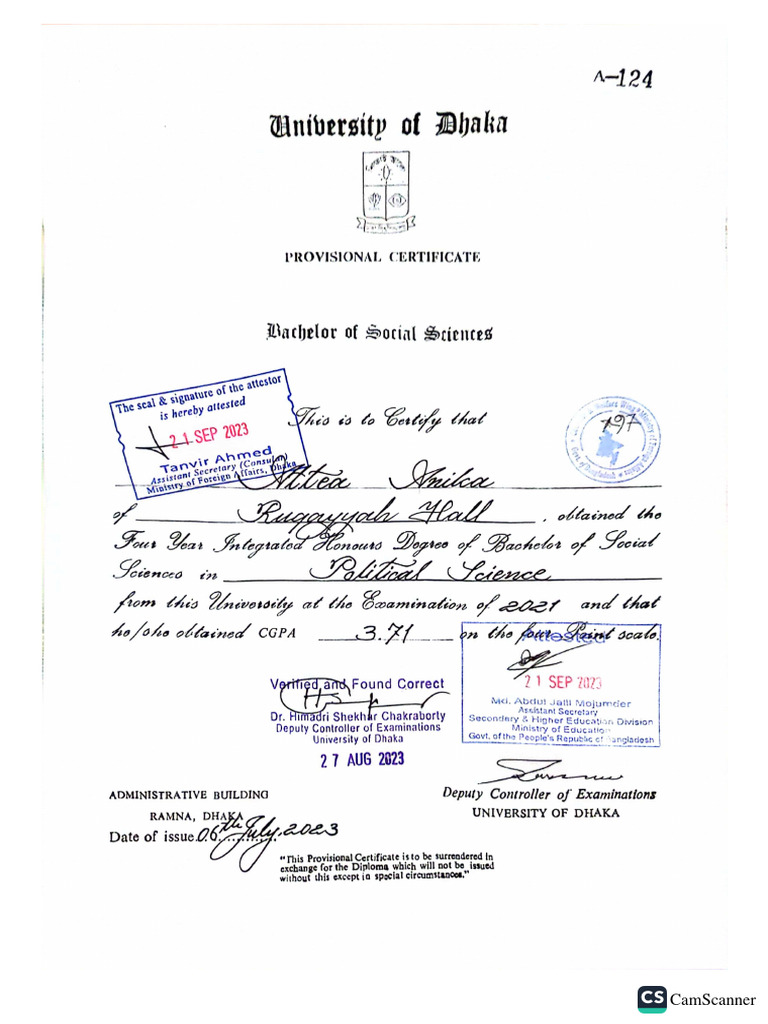 A-124
University of Dhaka
PROVISIONAL CERTIFICATE
Bachelor of Social Sciences
The seal & signature of the attestor
is hereby attested
21 SEP 2023
Tanvir Ahmed
Assistant Secretary (Consular)
Ministry of Foreign Affairs, Dhaka
This is to Certify that
197
Attea Anika
of Ruqayyah Hall, obtained the
Four Year Integrated Honours Degree of Bachelor of Social
Sciences in Political Science
from this University at the Examination of 2021 and that
he/she obtained CGPA 3.71 on the four Point scale.
Attested
21 SEP 2023
Md. Abdul Jalil Mojumder
Assistant Secretary
Secondary & Higher Education Division
Ministry of Education
Govt. of the People's Republic of Bangladesh
Verified and Found Correct
Dr. Himadri Shekhar Chakraborty
Deputy Controller of Examinations
University of Dhaka
27 AUG 2023
ADMINISTRATIVE BUILDING
RAMNA, DHAKA
Date of issue 06th July, 2023
Deputy Controller of Examinations
UNIVERSITY OF DHAKA
"This Provisional Certificate is to be surrendered in
exchange for the Diploma which will not be issued
without this except in special circumstances."
CS CamScanner